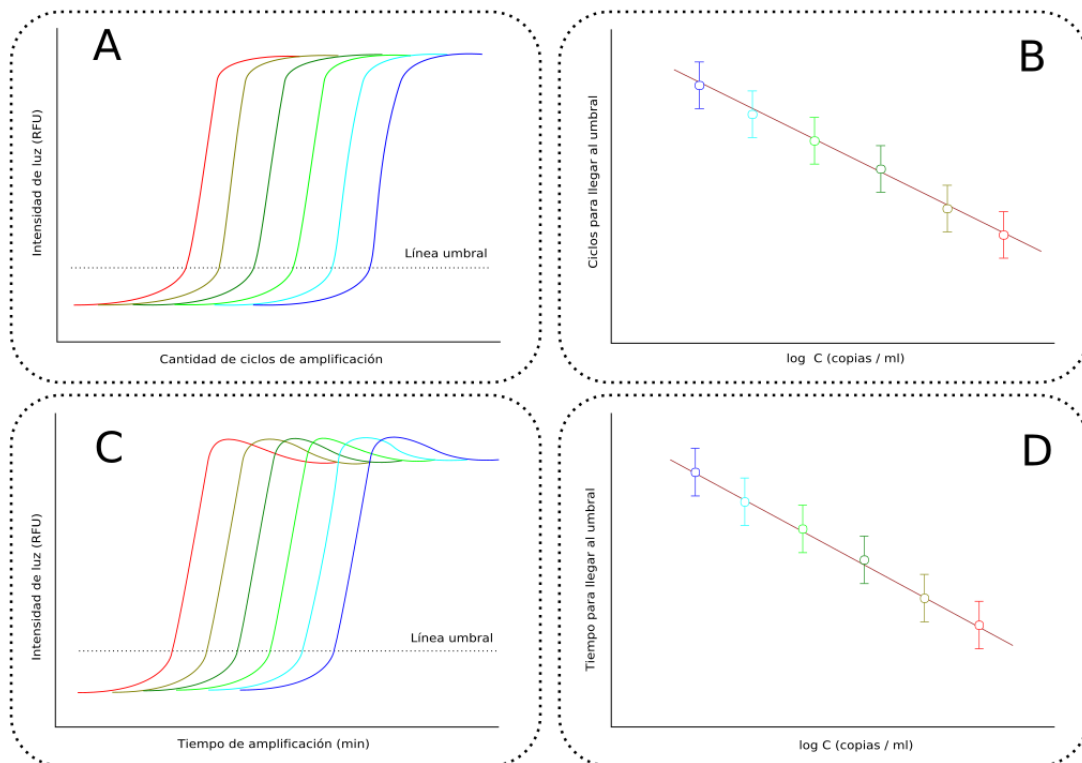 A
Intensidad de luz (RFU)
Línea umbral
Cantidad de ciclos de amplificación
B
Ciclos para llegar al umbral
log C (copias / ml)
C
Intensidad de luz (RFU)
Línea umbral
Tiempo de amplificación (min)
D
Tiempo para llegar al umbral
log C (copias / ml)